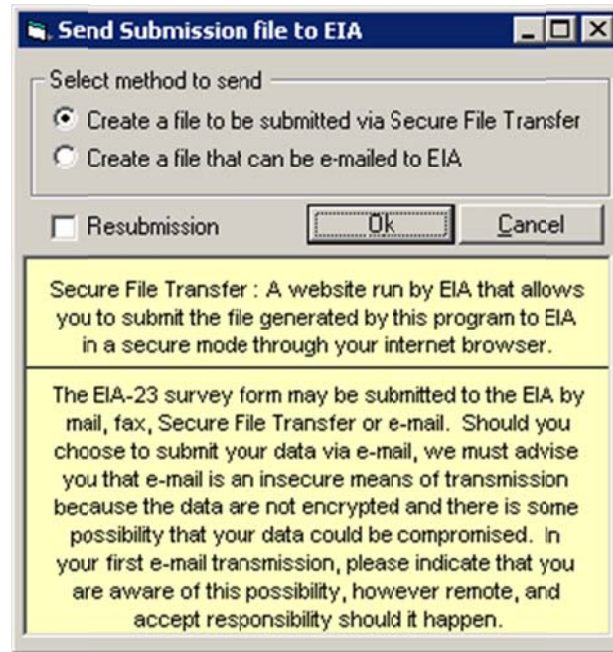 Send Submission file to EIA
Select method to send
Create a file to be submitted via Secure File Transfer
Create a file that can be e-mailed to EIA
Resubmission Ok Cancel
Secure File Transfer : A website run by EIA that allows
you to submit the file generated by this program to EIA
in a secure mode through your internet browser.
The EIA-23 survey form may be submitted to the EIA by
mail, fax, Secure File Transfer or e-mail. Should you
choose to submit your data via e-mail, we must advise
you that e-mail is an insecure means of transmission
because the data are not encrypted and there is some
possibility that your data could be compromised. In
your first e-mail transmission, please indicate that you
are aware of this possibility, however remote, and
accept responsibility should it happen.